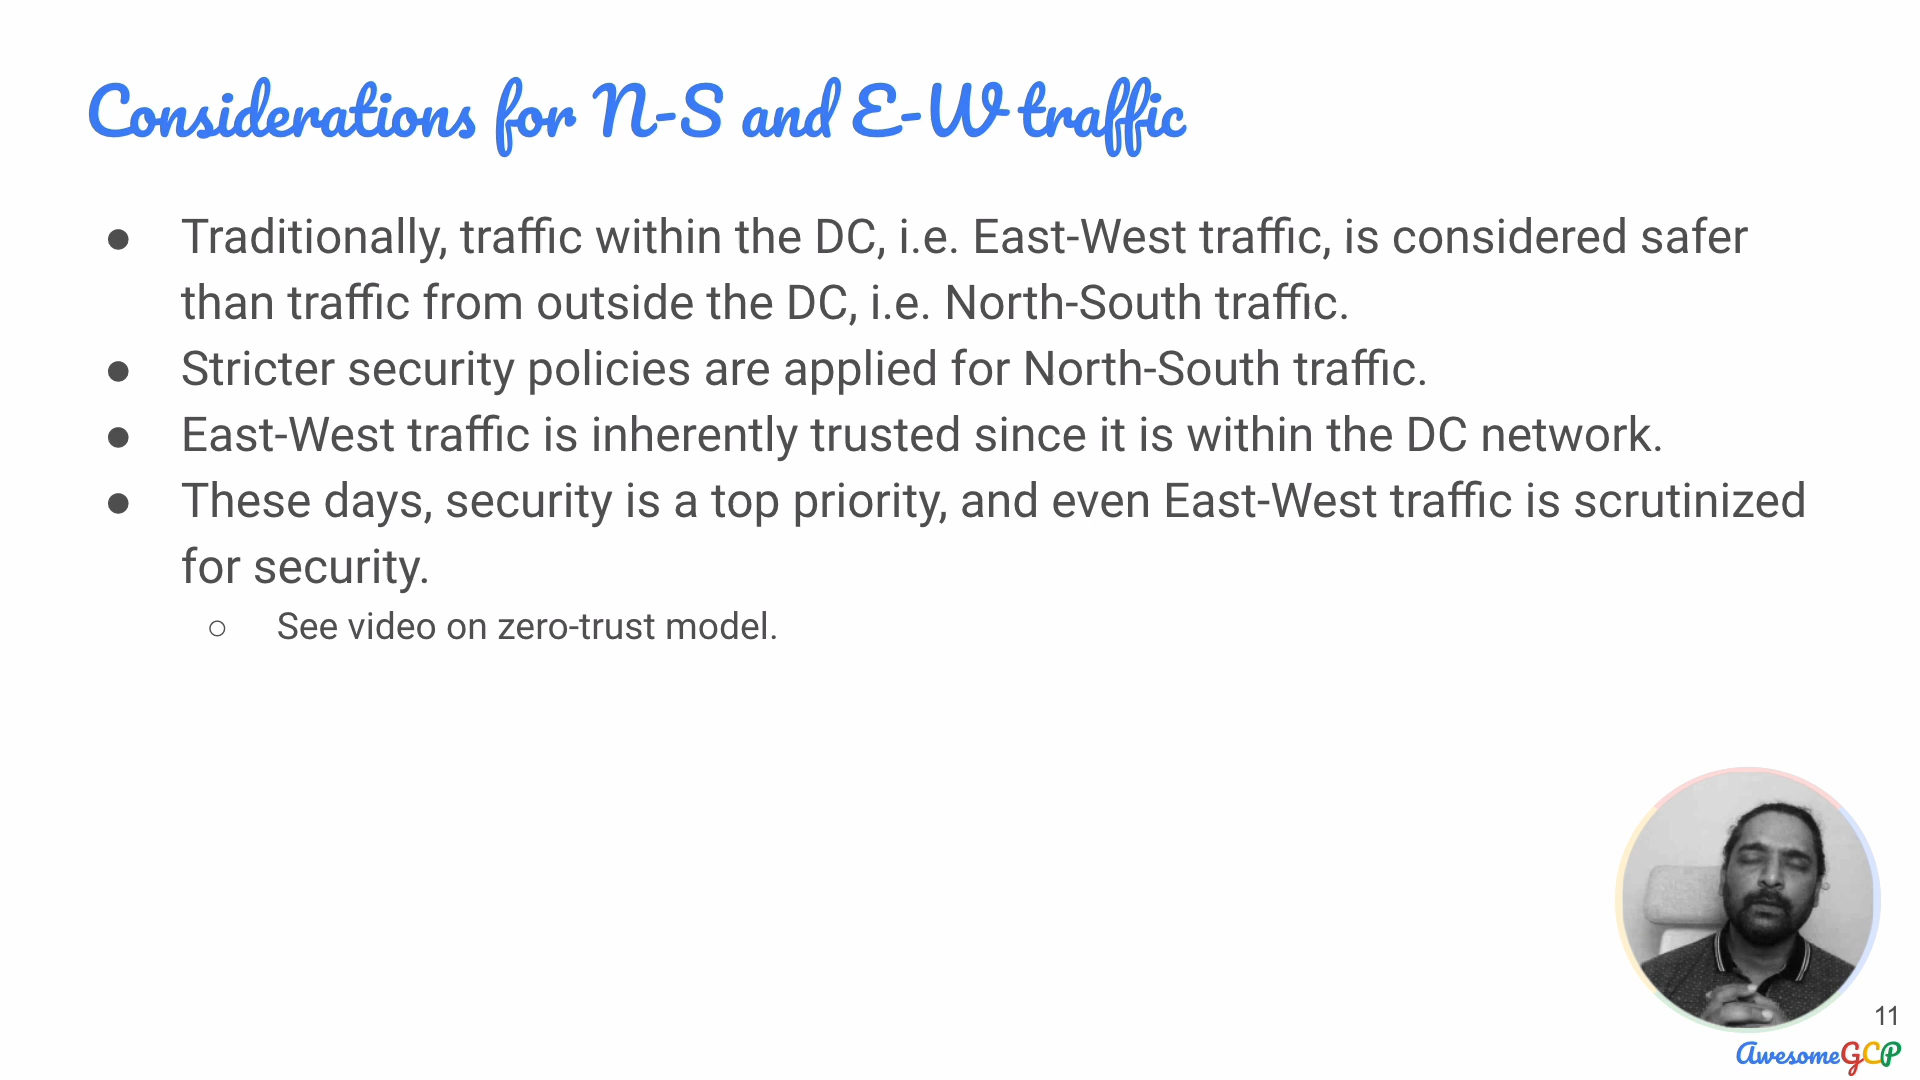 Considerations for N-S and E-W traffic
● Traditionally, traffic within the DC, i.e. East-West traffic, is considered safer
than traffic from outside the DC, i.e. North-South traffic.
● Stricter security policies are applied for North-South traffic.
● East-West traffic is inherently trusted since it is within the DC network.
● These days, security is a top priority, and even East-West traffic is scrutinized
for security.
○ See video on zero-trust model.
11
AwesomeGCP